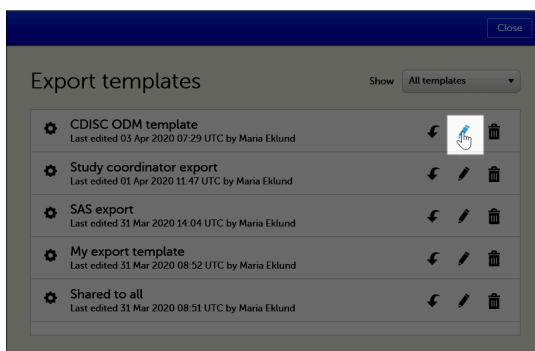 Close
Export templates
Show All templates
CDISC ODM template
Last edited 03 Apr 2020 07:29 UTC by Maria Eklund
Study coordinator export
Last edited 01 Apr 2020 11:47 UTC by Maria Eklund
SAS export
Last edited 31 Mar 2020 14:04 UTC by Maria Eklund
My export template
Last edited 31 Mar 2020 08:52 UTC by Maria Eklund
Shared to all
Last edited 31 Mar 2020 08:51 UTC by Maria Eklund